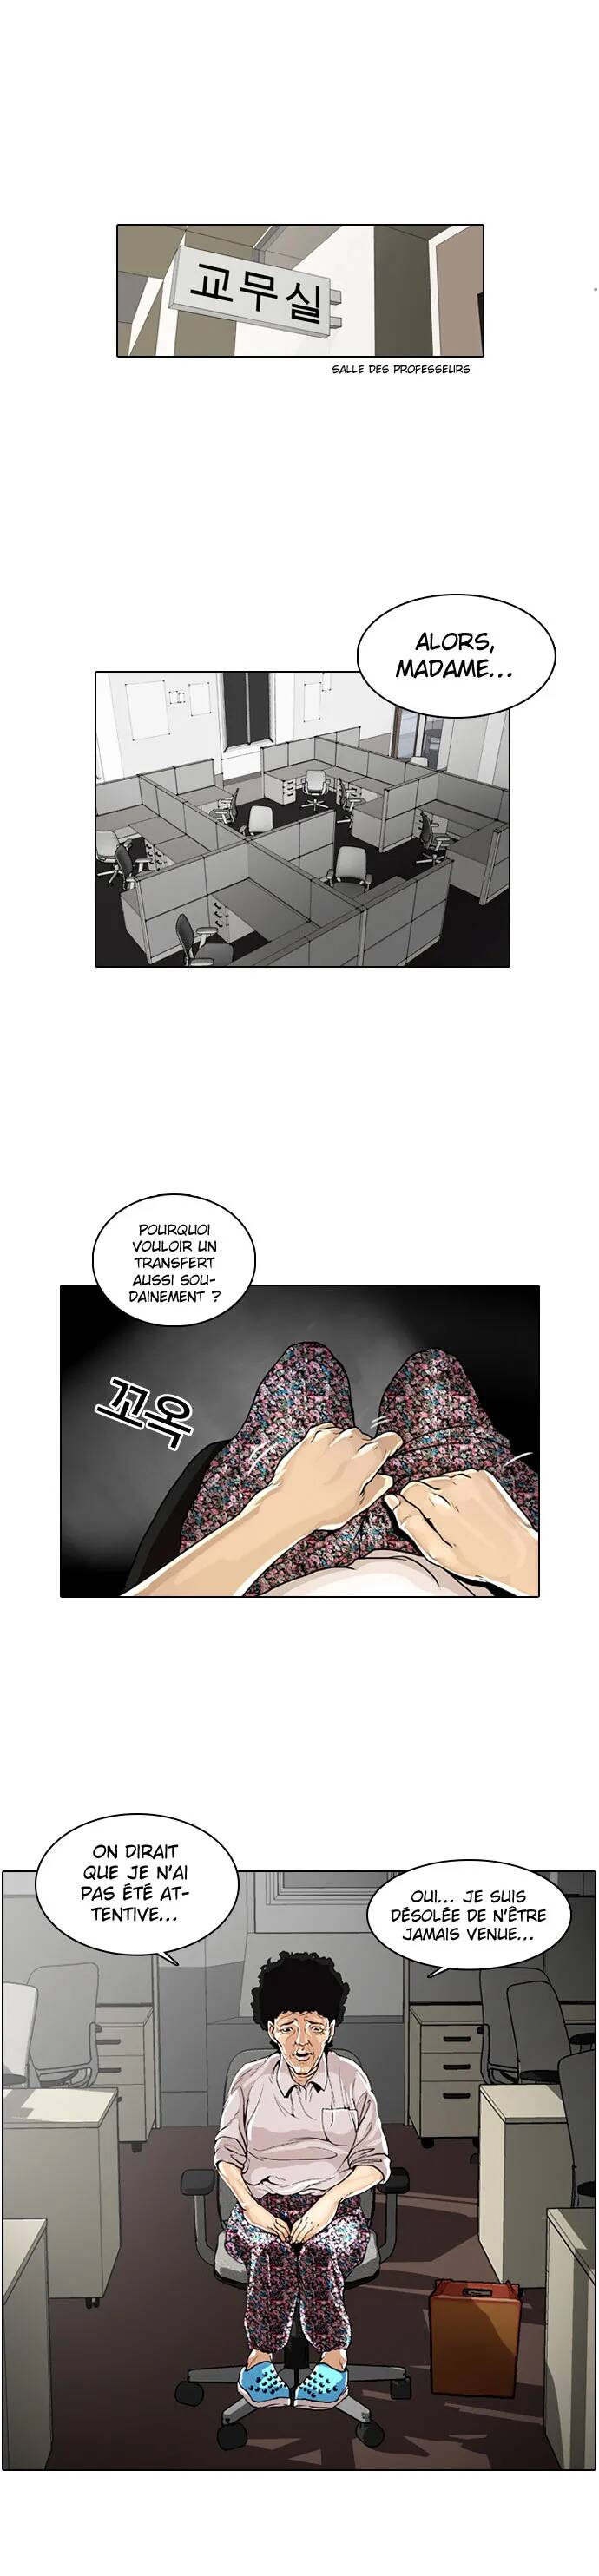 교무실
SALLE DES PROFESSEURS
ALORS,
MADAME...
POURQUOI
VOULOIR UN
TRANSFERT
AUSSI SOU-
DAINEMENT ?
꼬옥
ON DIRAIT
QUE JE N'AI
PAS ÉTÉ AT-
TENTIVE...
OUI... JE SUIS
DÉSOLÉE DE N'ÊTRE
JAMAIS VENUE...